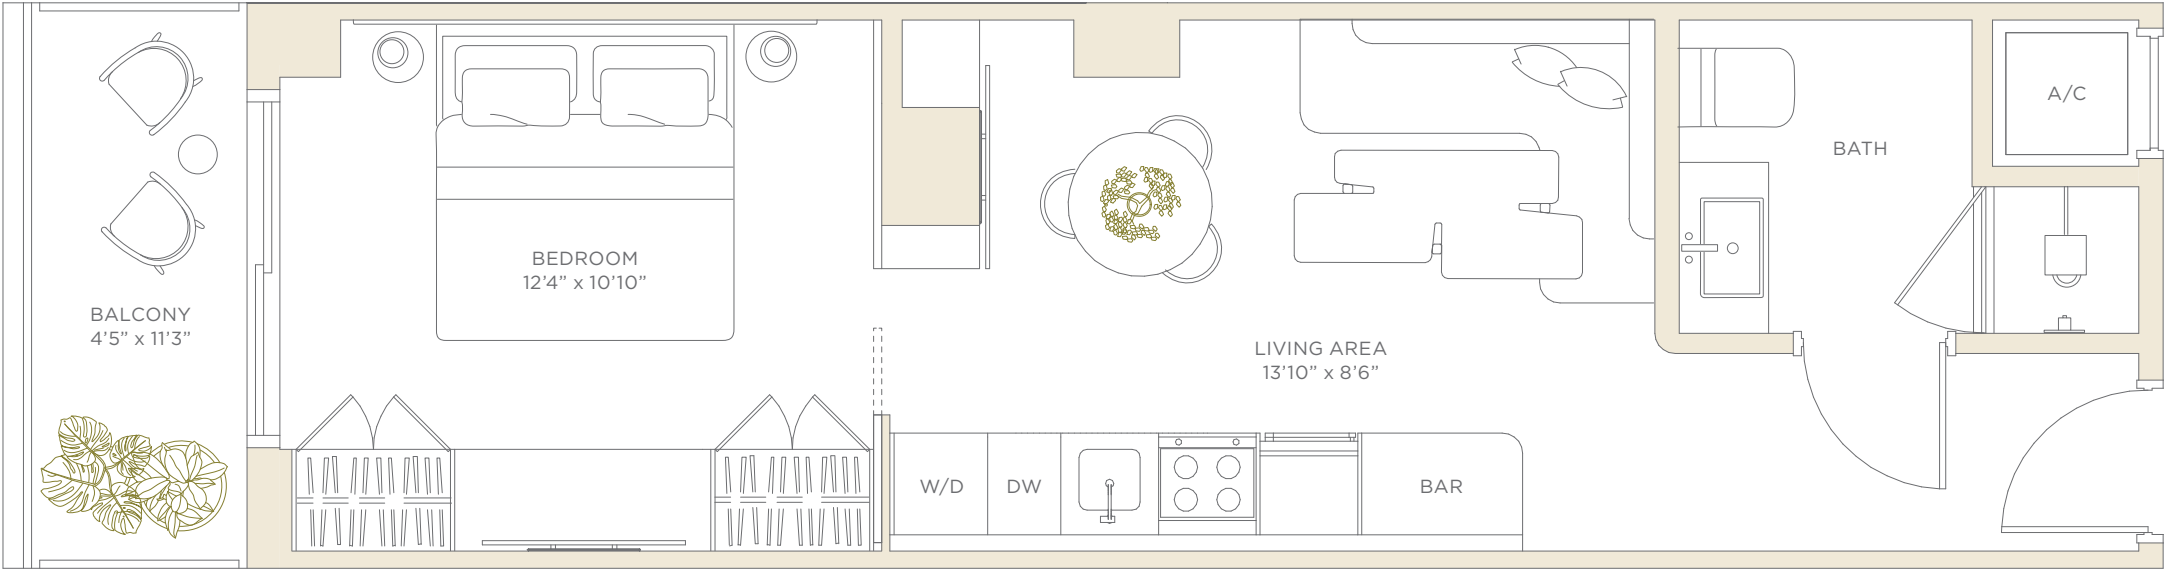 BALCONY
4'5" x 11'3"
BEDROOM
12'4" x 10'10"
LIVING AREA
13'10" x 8'6"
W/D
DW
BAR
BATH
A/C